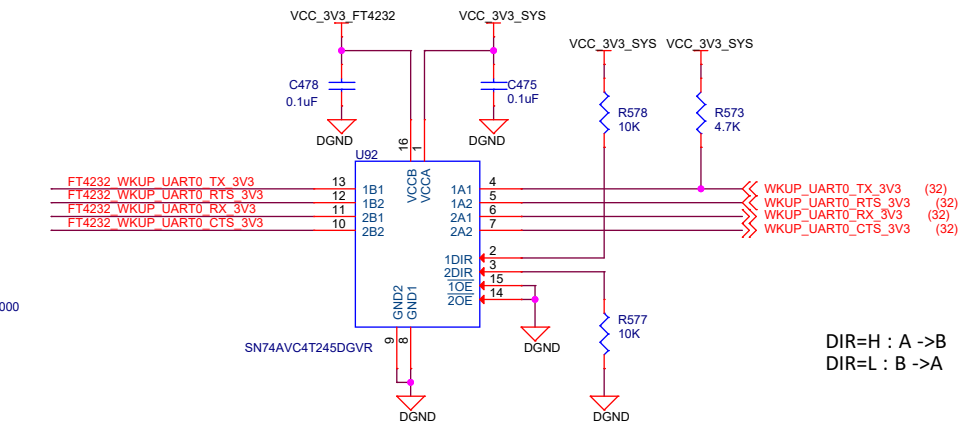 VCC_3V3_FT4232
VCC_3V3_SYS
VCC_3V3_SYS
VCC_3V3_SYS
C478
0.1uF
C475
0.1uF
R578
10K
R573
4.7K
DGND
DGND
16
1
U92
VCCB
VCCA
FT4232_WKUP_UART0_TX_3V3
13
1B1
1A1
4
WKUP_UART0_TX_3V3
(32)
FT4232_WKUP_UART0_RTS_3V3
12
1B2
1A2
5
WKUP_UART0_RTS_3V3
(32)
FT4232_WKUP_UART0_RX_3V3
11
2B1
2A1
6
WKUP_UART0_RX_3V3
(32)
FT4232_WKUP_UART0_CTS_3V3
10
2B2
2A2
7
WKUP_UART0_CTS_3V3
(32)
1DIR
2
2DIR
3
1OE
15
2OE
14
000
GND2
GND1
9
8
R577
10K
SN74AVC4T245DGVR
DGND
DIR=H : A ->B
DIR=L : B ->A
DGND
DGND